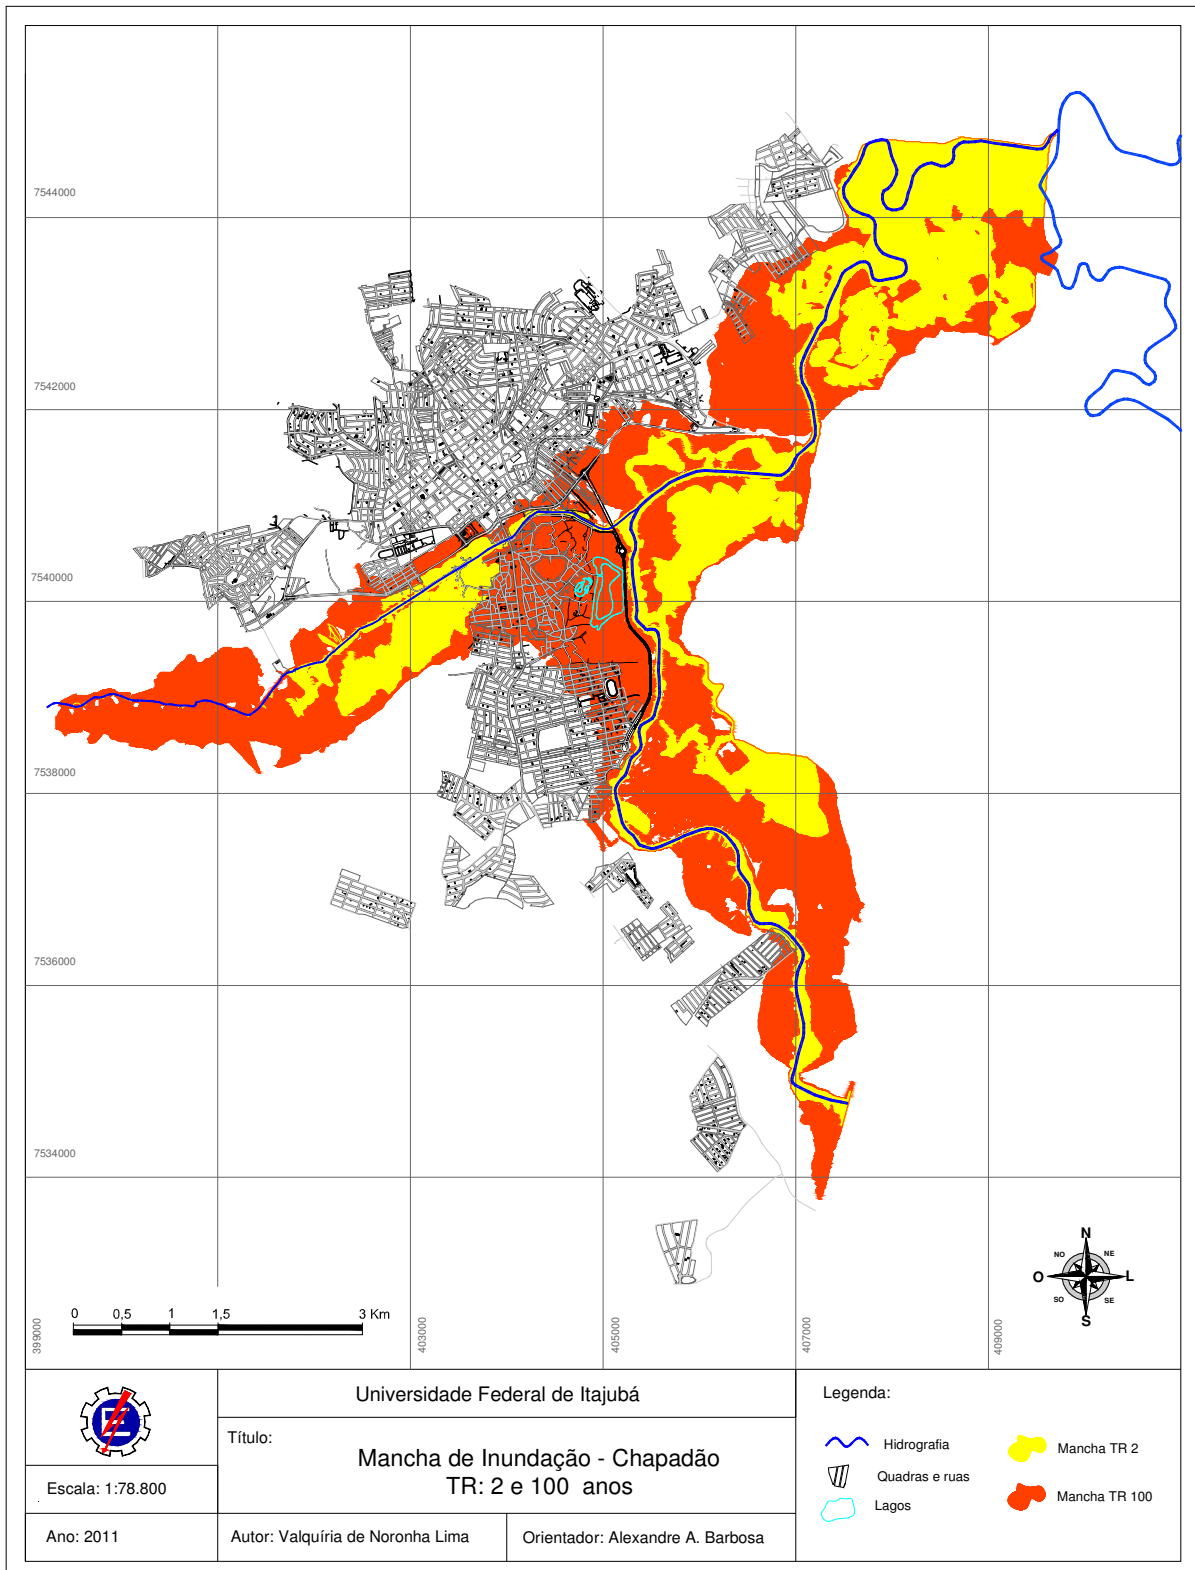 7544000
7542000
7540000
7538000
7536000
7534000
N
NO
NE
O
L
SO
SE
S
0
0,5
1
1,5
3 Km
399000
403000
405000
407000
409000
Universidade Federal de Itajubá
Título:
Mancha de Inundação - Chapadão
TR: 2 e 100 anos
Escala: 1:78.800
Ano: 2011
Autor: Valquíria de Noronha Lima
Orientador: Alexandre A. Barbosa
Legenda:
Hidrografia
Quadras e ruas
Lagos
Mancha TR 2
Mancha TR 100